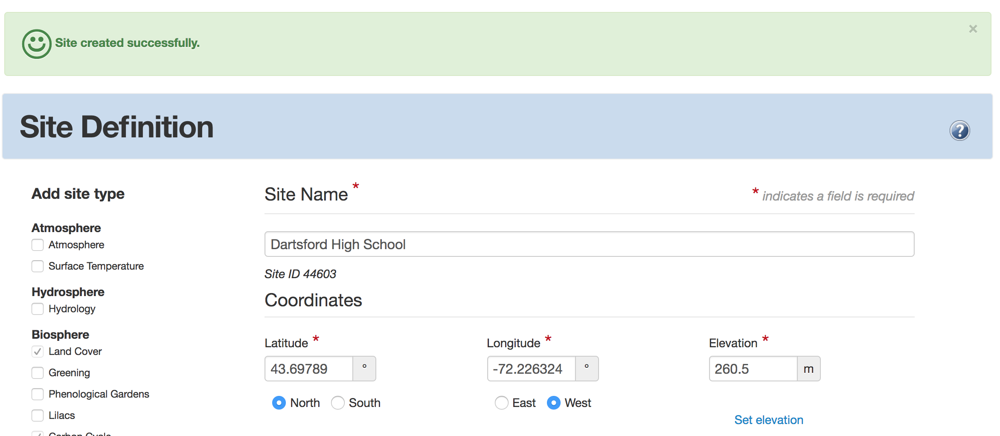 Site created successfully.
×
Site Definition
?
Add site type
Atmosphere
Atmosphere
Surface Temperature
Hydrosphere
Hydrology
Biosphere
Land Cover
Greening
Phenological Gardens
Lilacs
Carbon Cycle
Site Name *
* indicates a field is required
Dartsford High School
Site ID 44603
Coordinates
Latitude *
43.69789 °
North South
Longitude *
-72.226324 °
East West
Elevation *
260.5 m
Set elevation